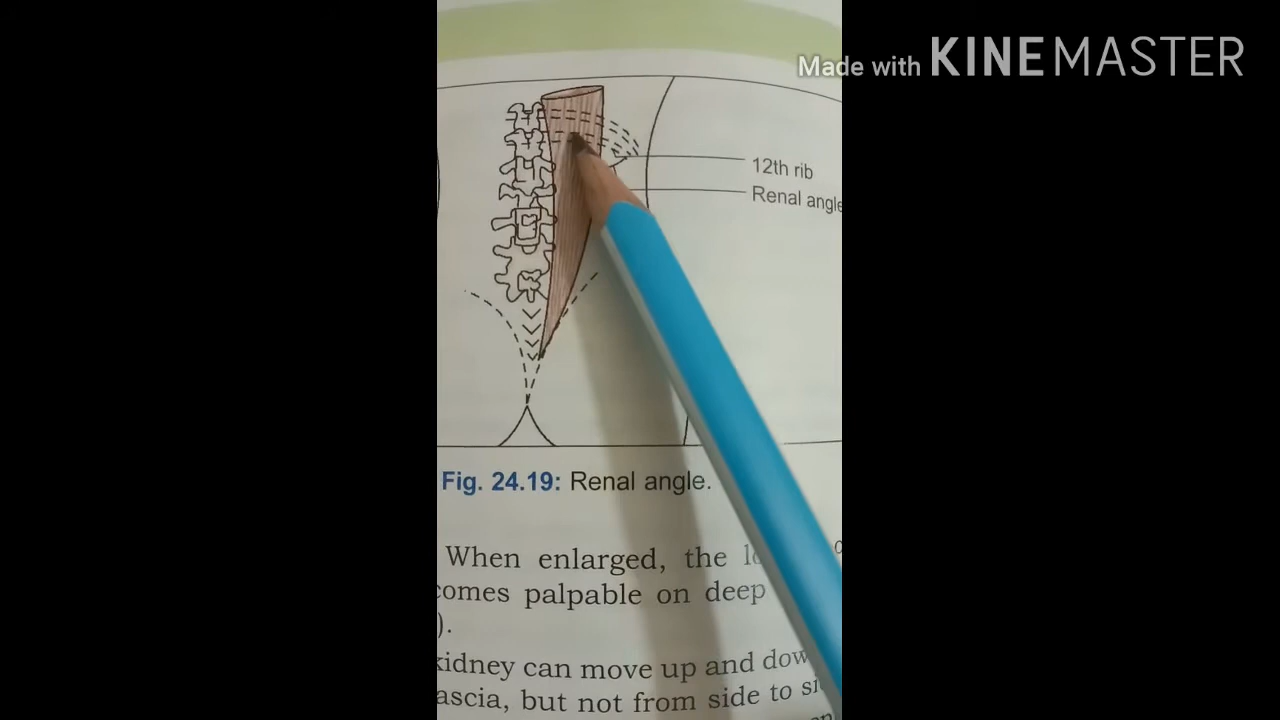 Made with KINEMASTER
12th rib
Renal angle
Fig. 24.19: Renal angle.
When enlarged, the
comes palpable on deep
).
kidney can move up and down
ascia, but not from side to